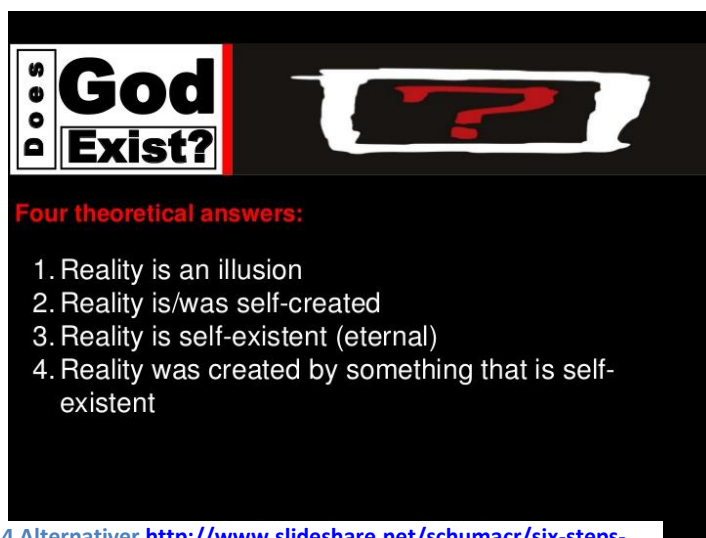 Does
God
Exist?
?
Four theoretical answers:
1. Reality is an illusion
2. Reality is/was self-created
3. Reality is self-existent (eternal)
4. Reality was created by something that is self-
existent
4 Alternativer http://www.slideshare.net/schumacr/six-steps-